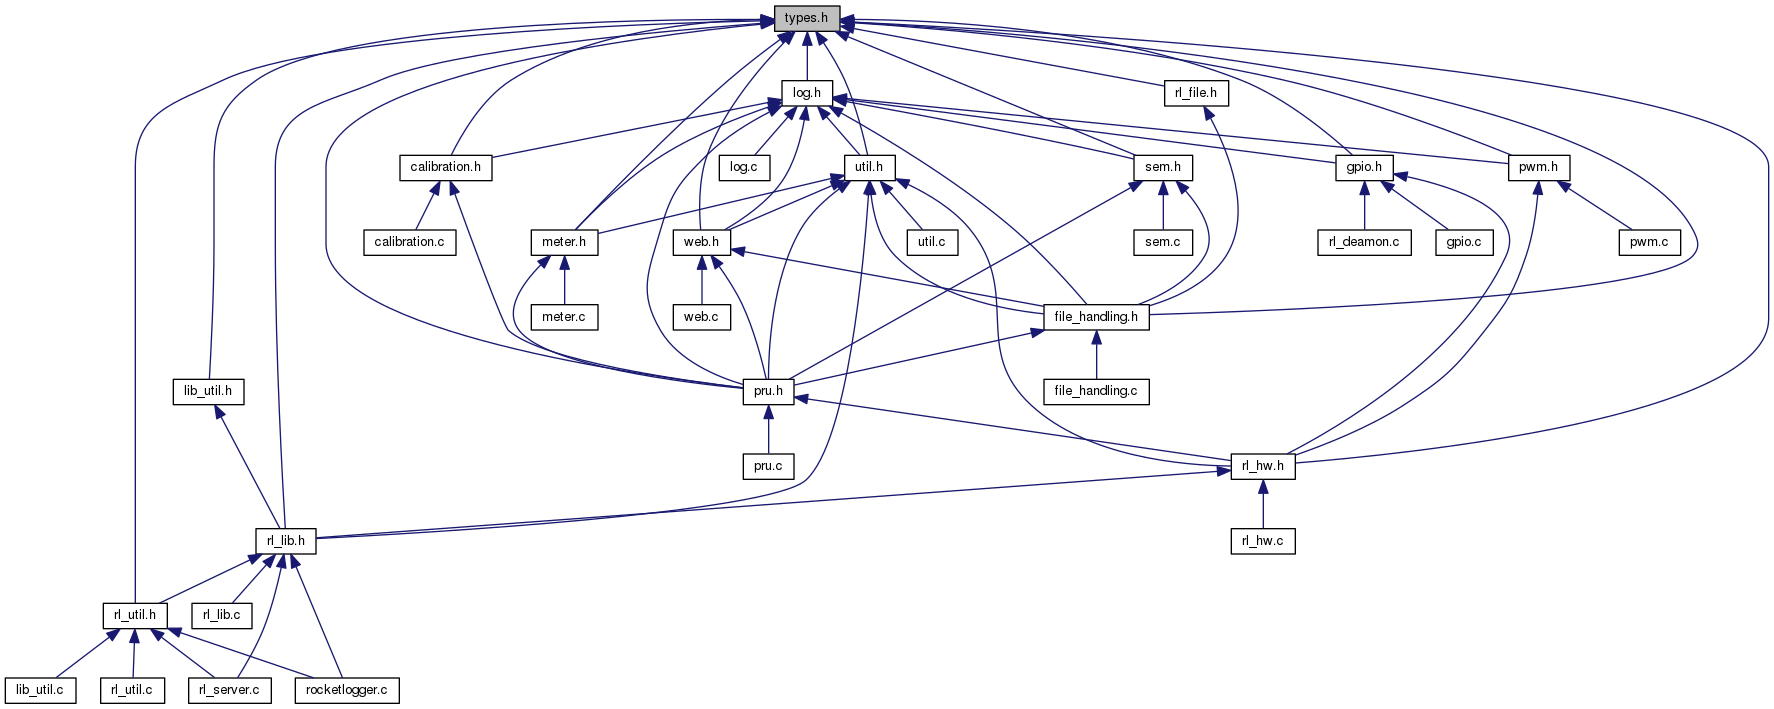 types.h
log.h
rl_file.h
calibration.h
log.c
util.h
sem.h
gpio.h
pwm.h
calibration.c
meter.h
web.h
util.c
sem.c
rl_deamon.c
gpio.c
pwm.c
meter.c
web.c
file_handling.h
lib_util.h
pru.h
file_handling.c
pru.c
rl_hw.h
rl_lib.h
rl_hw.c
rl_util.h
rl_lib.c
lib_util.c
rl_util.c
rl_server.c
rocketlogger.c